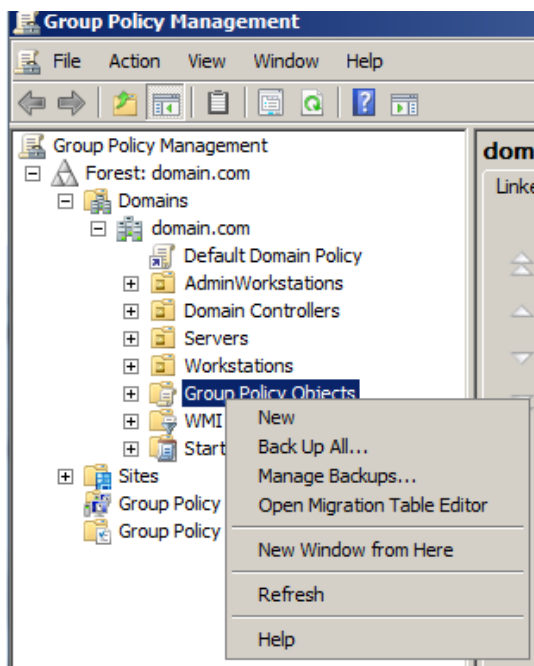 Group Policy Management
File Action View Window Help
Group Policy Management
Forest: domain.com
Domains
domain.com
Default Domain Policy
AdminWorkstations
Domain Controllers
Servers
Workstations
Group Policy Objects
WMI
Start
Sites
Group Policy
Group Policy
dom
Linke
New
Back Up All...
Manage Backups...
Open Migration Table Editor
New Window from Here
Refresh
Help